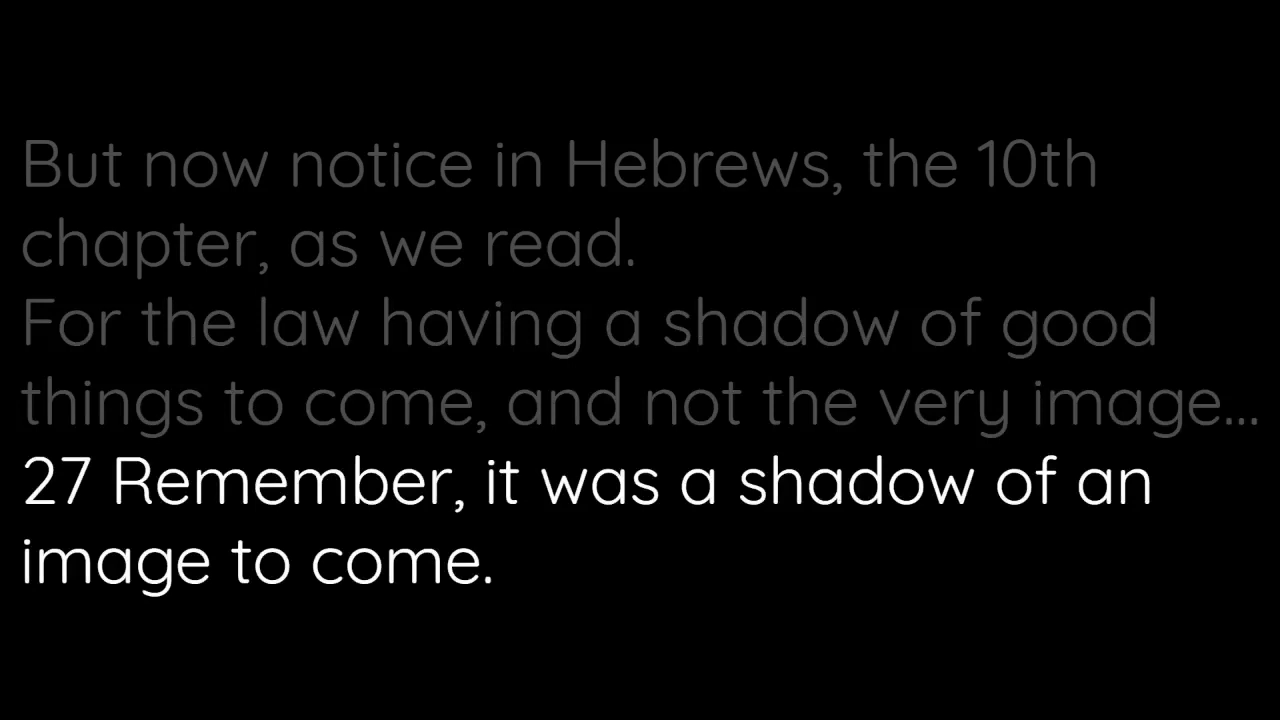 But now notice in Hebrews, the 10th
chapter, as we read.
For the law having a shadow of good
things to come, and not the very image...
27 Remember, it was a shadow of an
image to come.